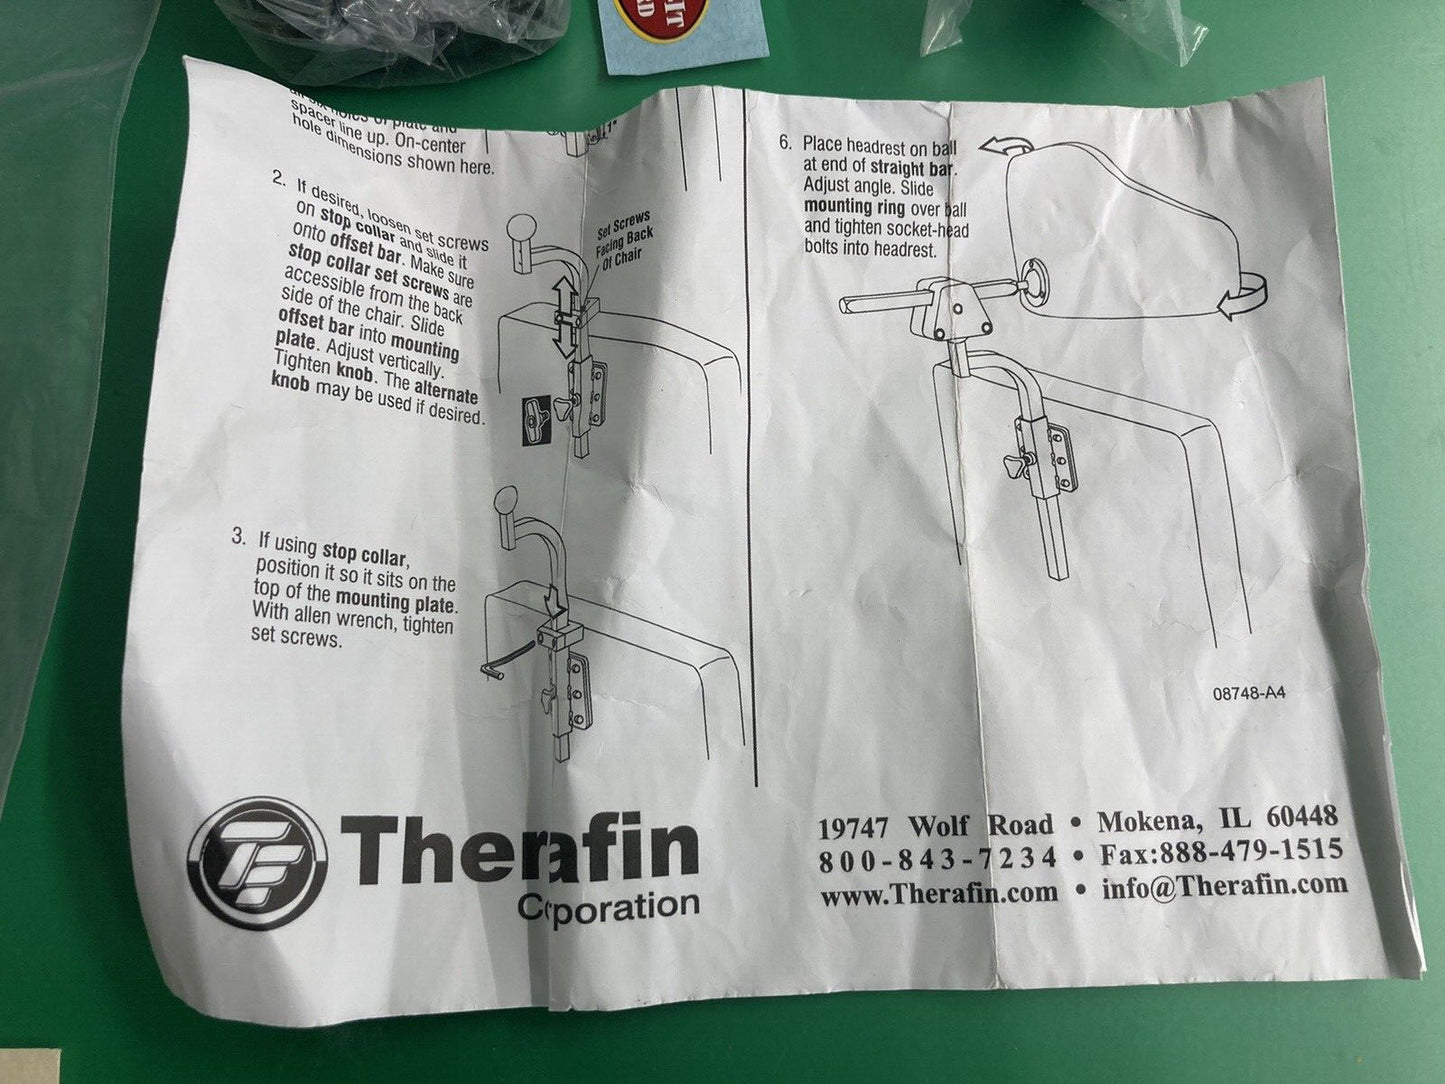 holes of plate and
spacer line up. On-center
hole dimensions shown here.
1"
2. If desired, loosen set screws
on stop collar and slide it
onto offset bar. Make sure
stop collar set screws are
accessible from the back
side of the chair. Slide
offset bar into mounting
plate. Adjust vertically.
Tighten knob. The alternate
knob may be used if desired.
Set Screws
Facing Back
Of Chair
3. If using stop collar,
position it so it sits on the
top of the mounting plate.
With allen wrench, tighten
set screws.
6. Place headrest on ball
at end of straight bar.
Adjust angle. Slide
mounting ring over ball
and tighten socket-head
bolts into headrest.
08748-A4
Therafin
Corporation
19747 Wolf Road • Mokena, IL 60448
800-843-7234 • Fax:888-479-1515
www.Therafin.com • info@Therafin.com